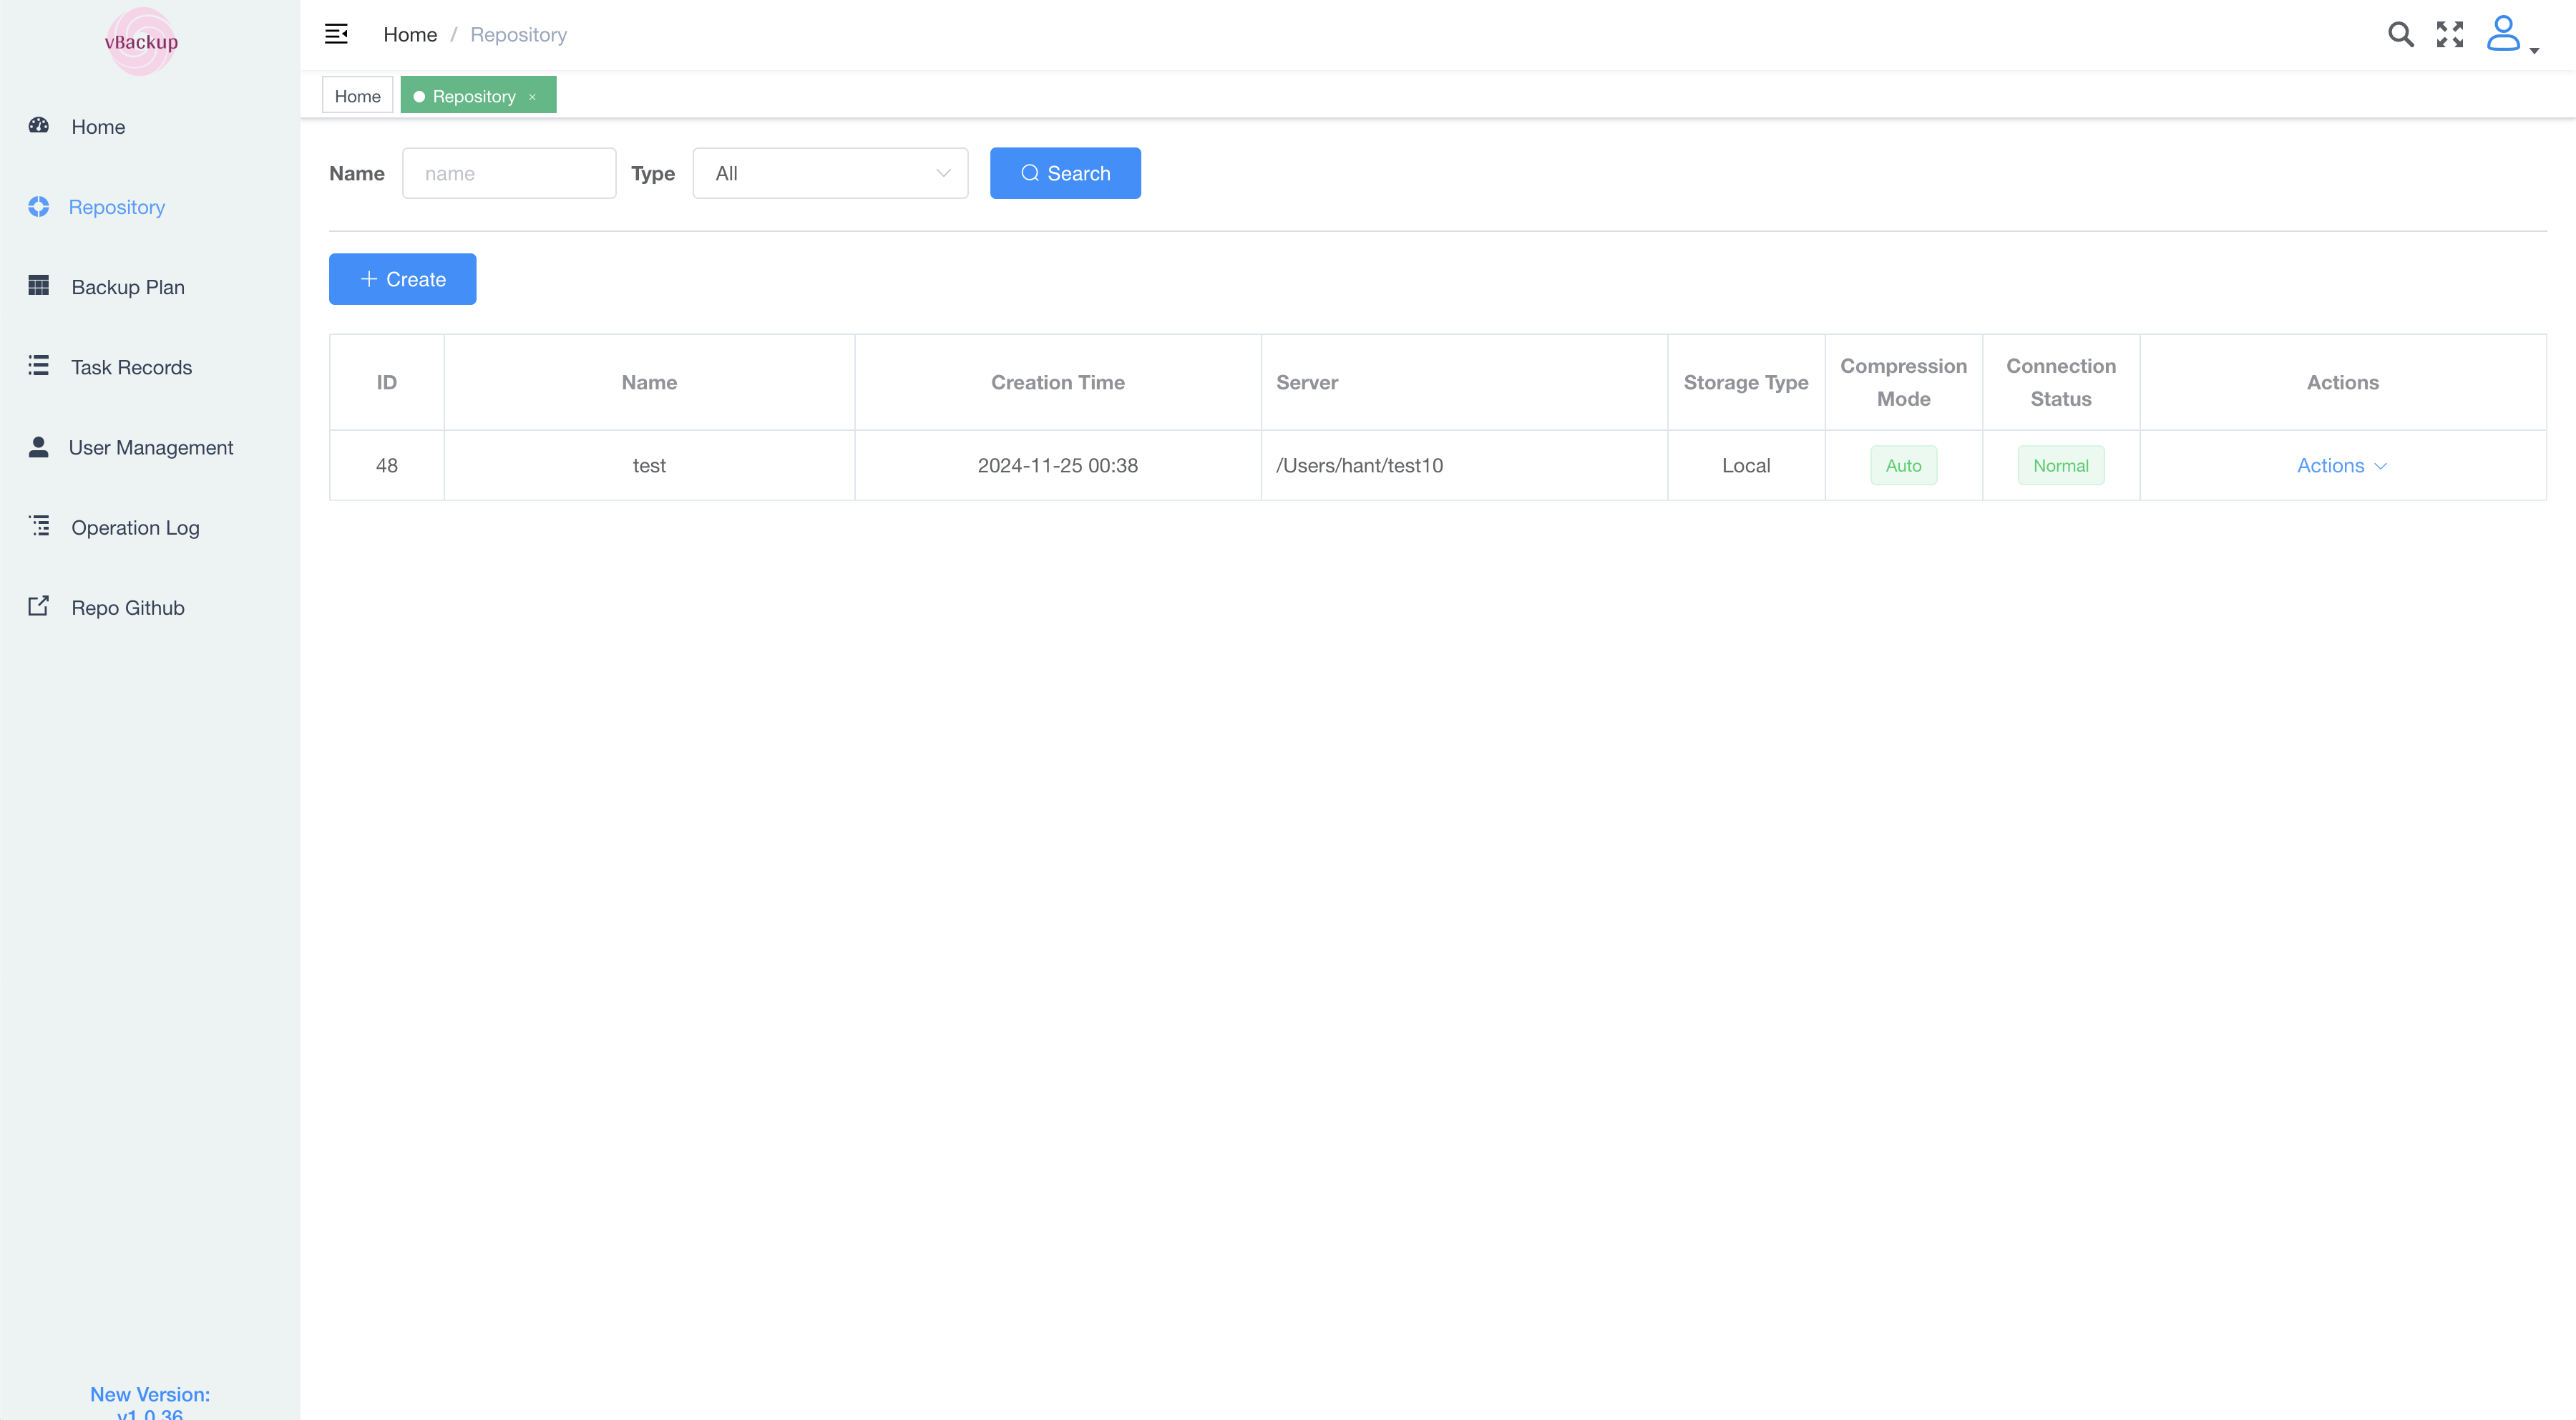 vBackup
Home / Repository
Home
Repository ×
Home
Repository
Backup Plan
Task Records
User Management
Operation Log
Repo Github
New Version:
v1.0.36
Name name Type All Search
Create
ID Name Creation Time Server Storage Type Compression Mode Connection Status Actions
48 test 2024-11-25 00:38 /Users/hant/test10 Local Auto Normal Actions